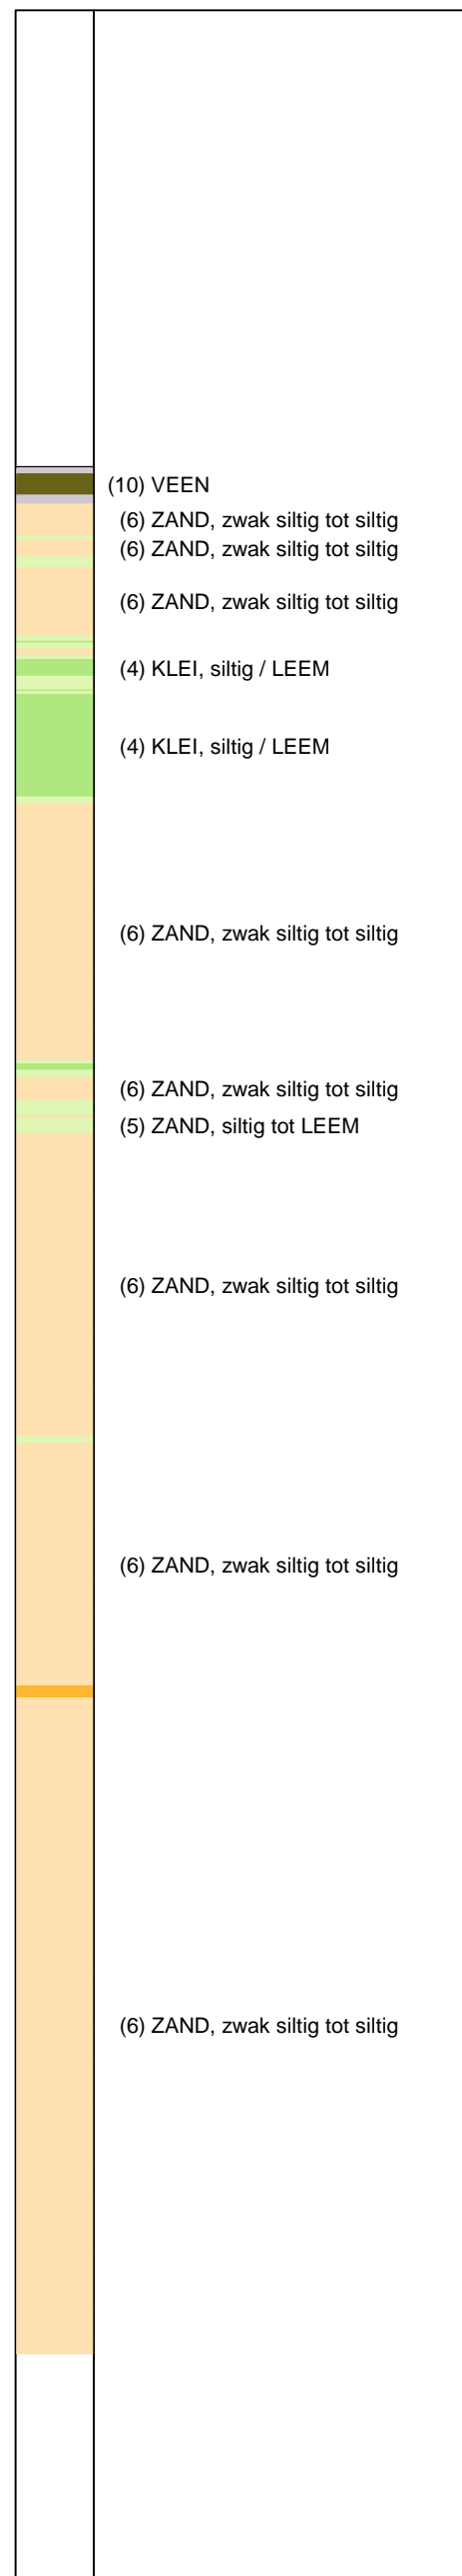 (10) VEEN
(6) ZAND, zwak siltig tot siltig
(6) ZAND, zwak siltig tot siltig
(6) ZAND, zwak siltig tot siltig
(4) KLEI, siltig / LEEM
(4) KLEI, siltig / LEEM
(6) ZAND, zwak siltig tot siltig
(6) ZAND, zwak siltig tot siltig
(5) ZAND, siltig tot LEEM
(6) ZAND, zwak siltig tot siltig
(6) ZAND, zwak siltig tot siltig
(6) ZAND, zwak siltig tot siltig